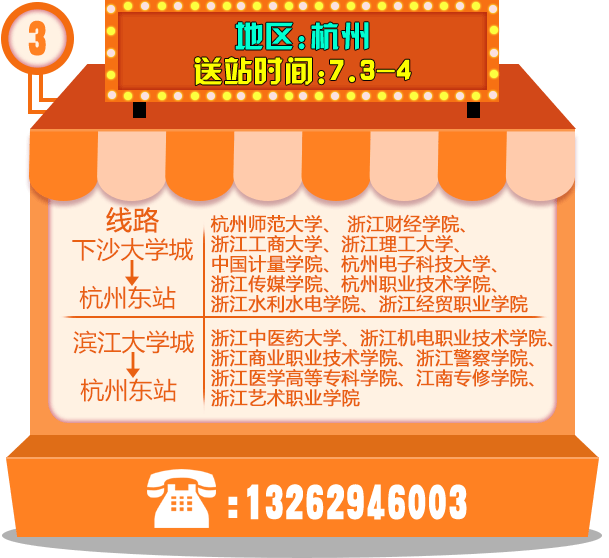 3
地区:杭州
送站时间:7.3-4
线路
下沙大学城
杭州东站
杭州师范大学、 浙江财经学院、
浙江工商大学、浙江理工大学、
中国计量学院、杭州电子科技大学、
浙江传媒学院、杭州职业技术学院、
浙江水利水电学院、浙江经贸职业学院
滨江大学城
杭州东站
浙江中医药大学、浙江机电职业技术学院、
浙江商业职业技术学院、浙江警察学院、
浙江医学高等专科学院、江南专修学院、
浙江艺术职业学院
:13262946003